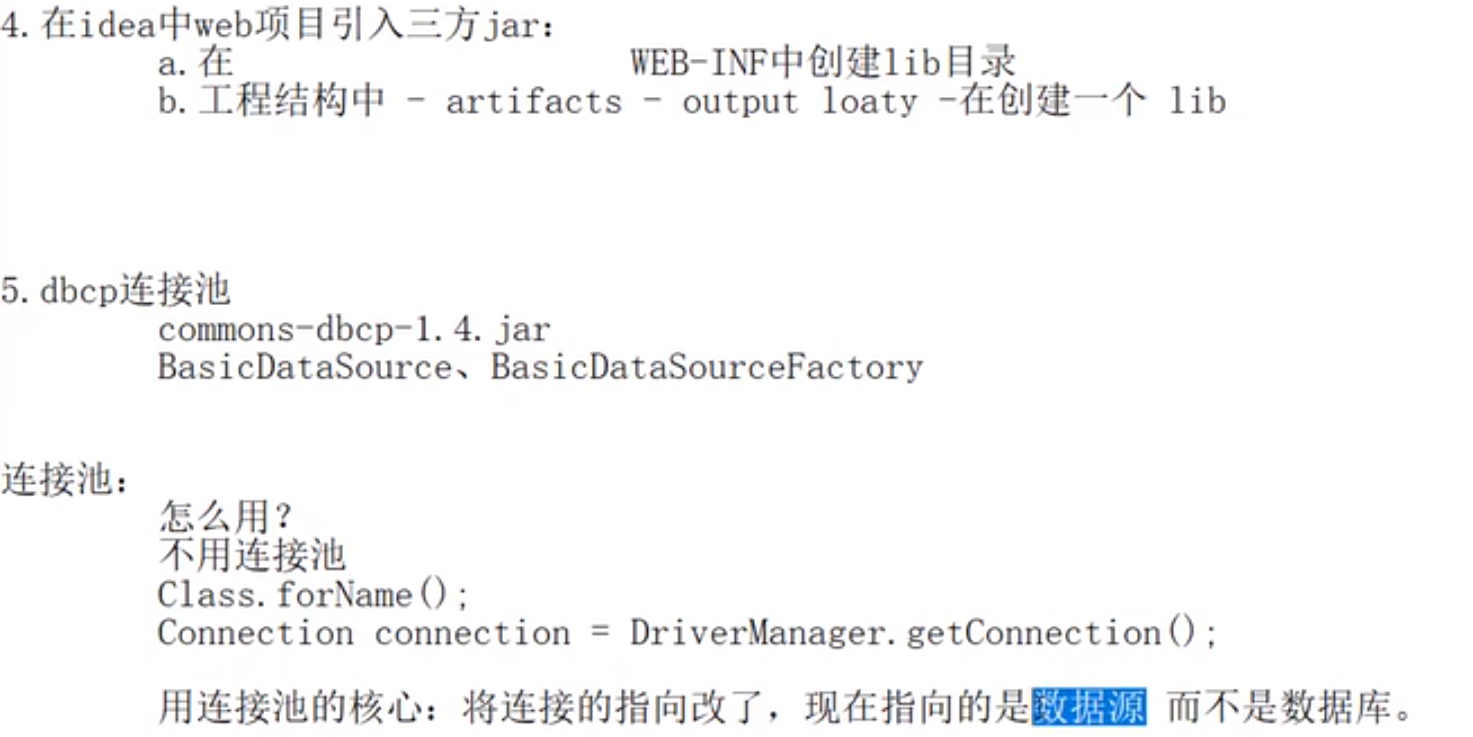 4.在idea中web项目引入三方jar：
a.在 WEB-INF中创建lib目录
b.工程结构中 - artifacts - output loaty -在创建一个 lib
5.dbcp连接池
commons-dbcp-1.4.jar
BasicDataSource、BasicDataSourceFactory
连接池：
怎么用？
不用连接池
Class.forName();
Connection connection = DriverManager.getConnection();
用连接池的核心：将连接的指向改了，现在指向的是数据源 而不是数据库。